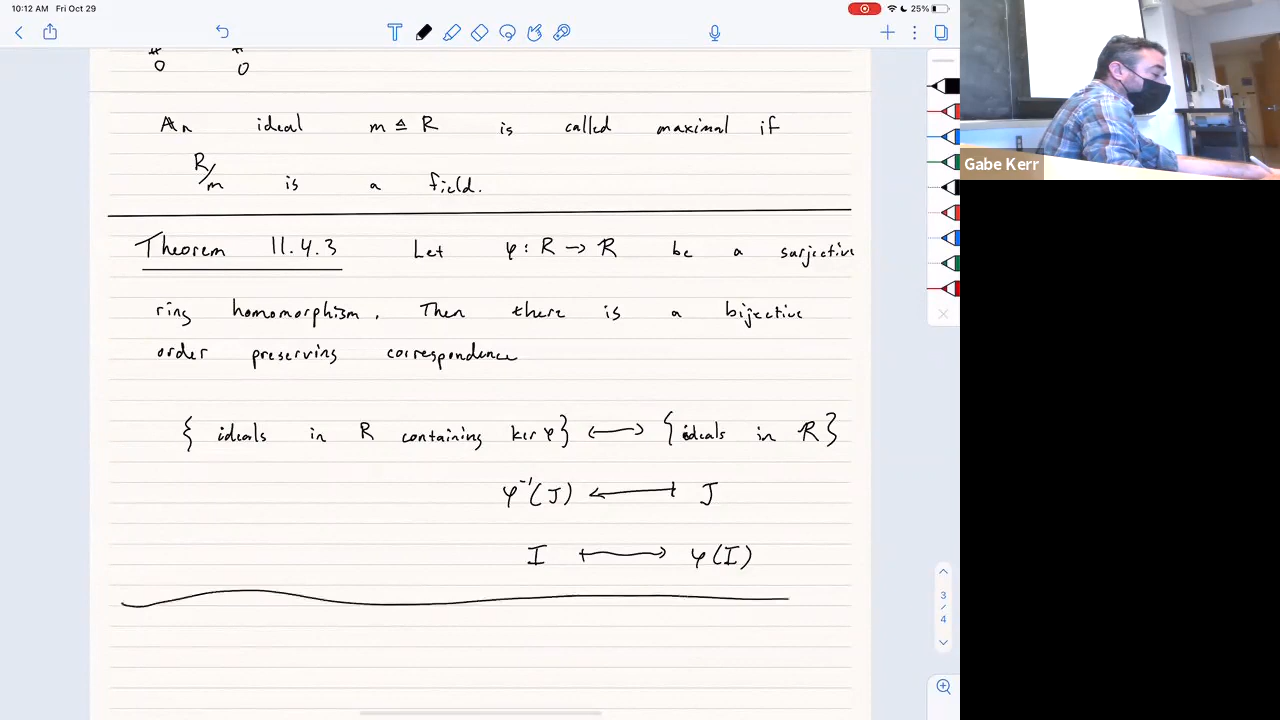 10:12 AM Fri Oct 29
25%
T
0 0
An ideal m ⊴ R is called maximal if
R/m is a field.
Theorem 11.4.3 Let φ: R → ℛ be a surjective
ring homomorphism. Then there is a bijective
order preserving correspondence
{ ideals in R containing ker φ } ↔ { ideals in ℛ }
φ⁻¹(J) ↤ J
I ↦ φ(I)
3
/
4
Gabe Kerr